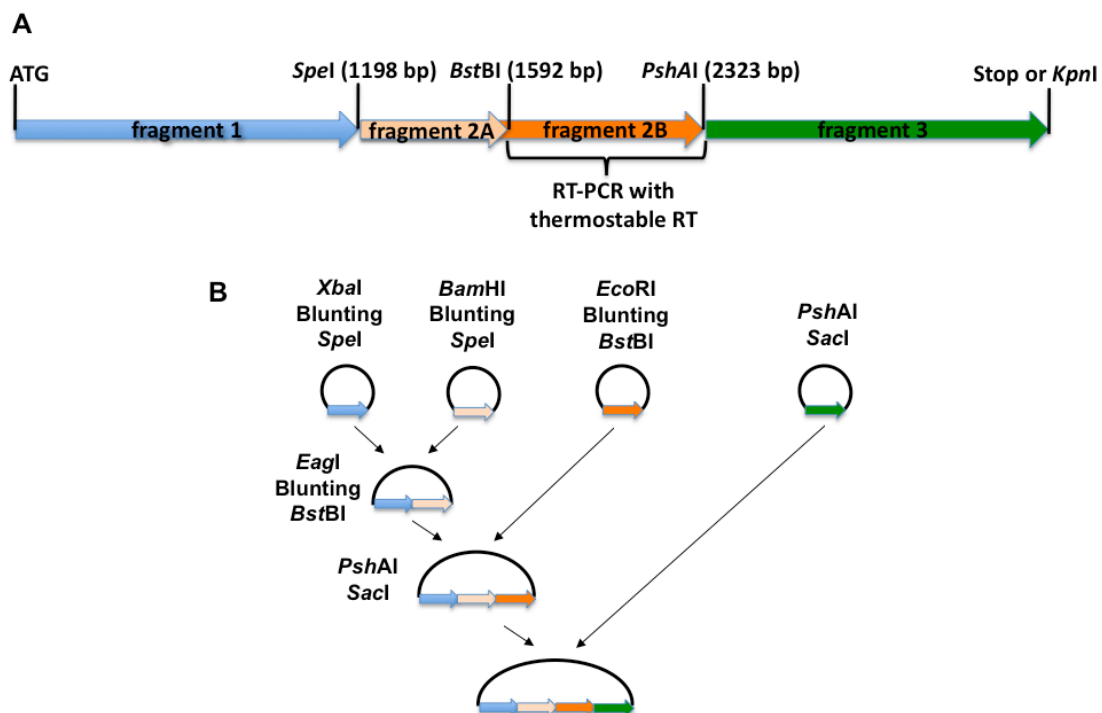 A
ATG
SpeI (1198 bp)
BstBI (1592 bp)
PshAI (2323 bp)
Stop or KpnI
fragment 1
fragment 2A
fragment 2B
fragment 3
RT-PCR with
thermostable RT
B
XbaI
Blunting
SpeI
BamHI
Blunting
SpeI
EcoRI
Blunting
BstBI
PshAI
SacI
EagI
Blunting
BstBI
PshAI
SacI